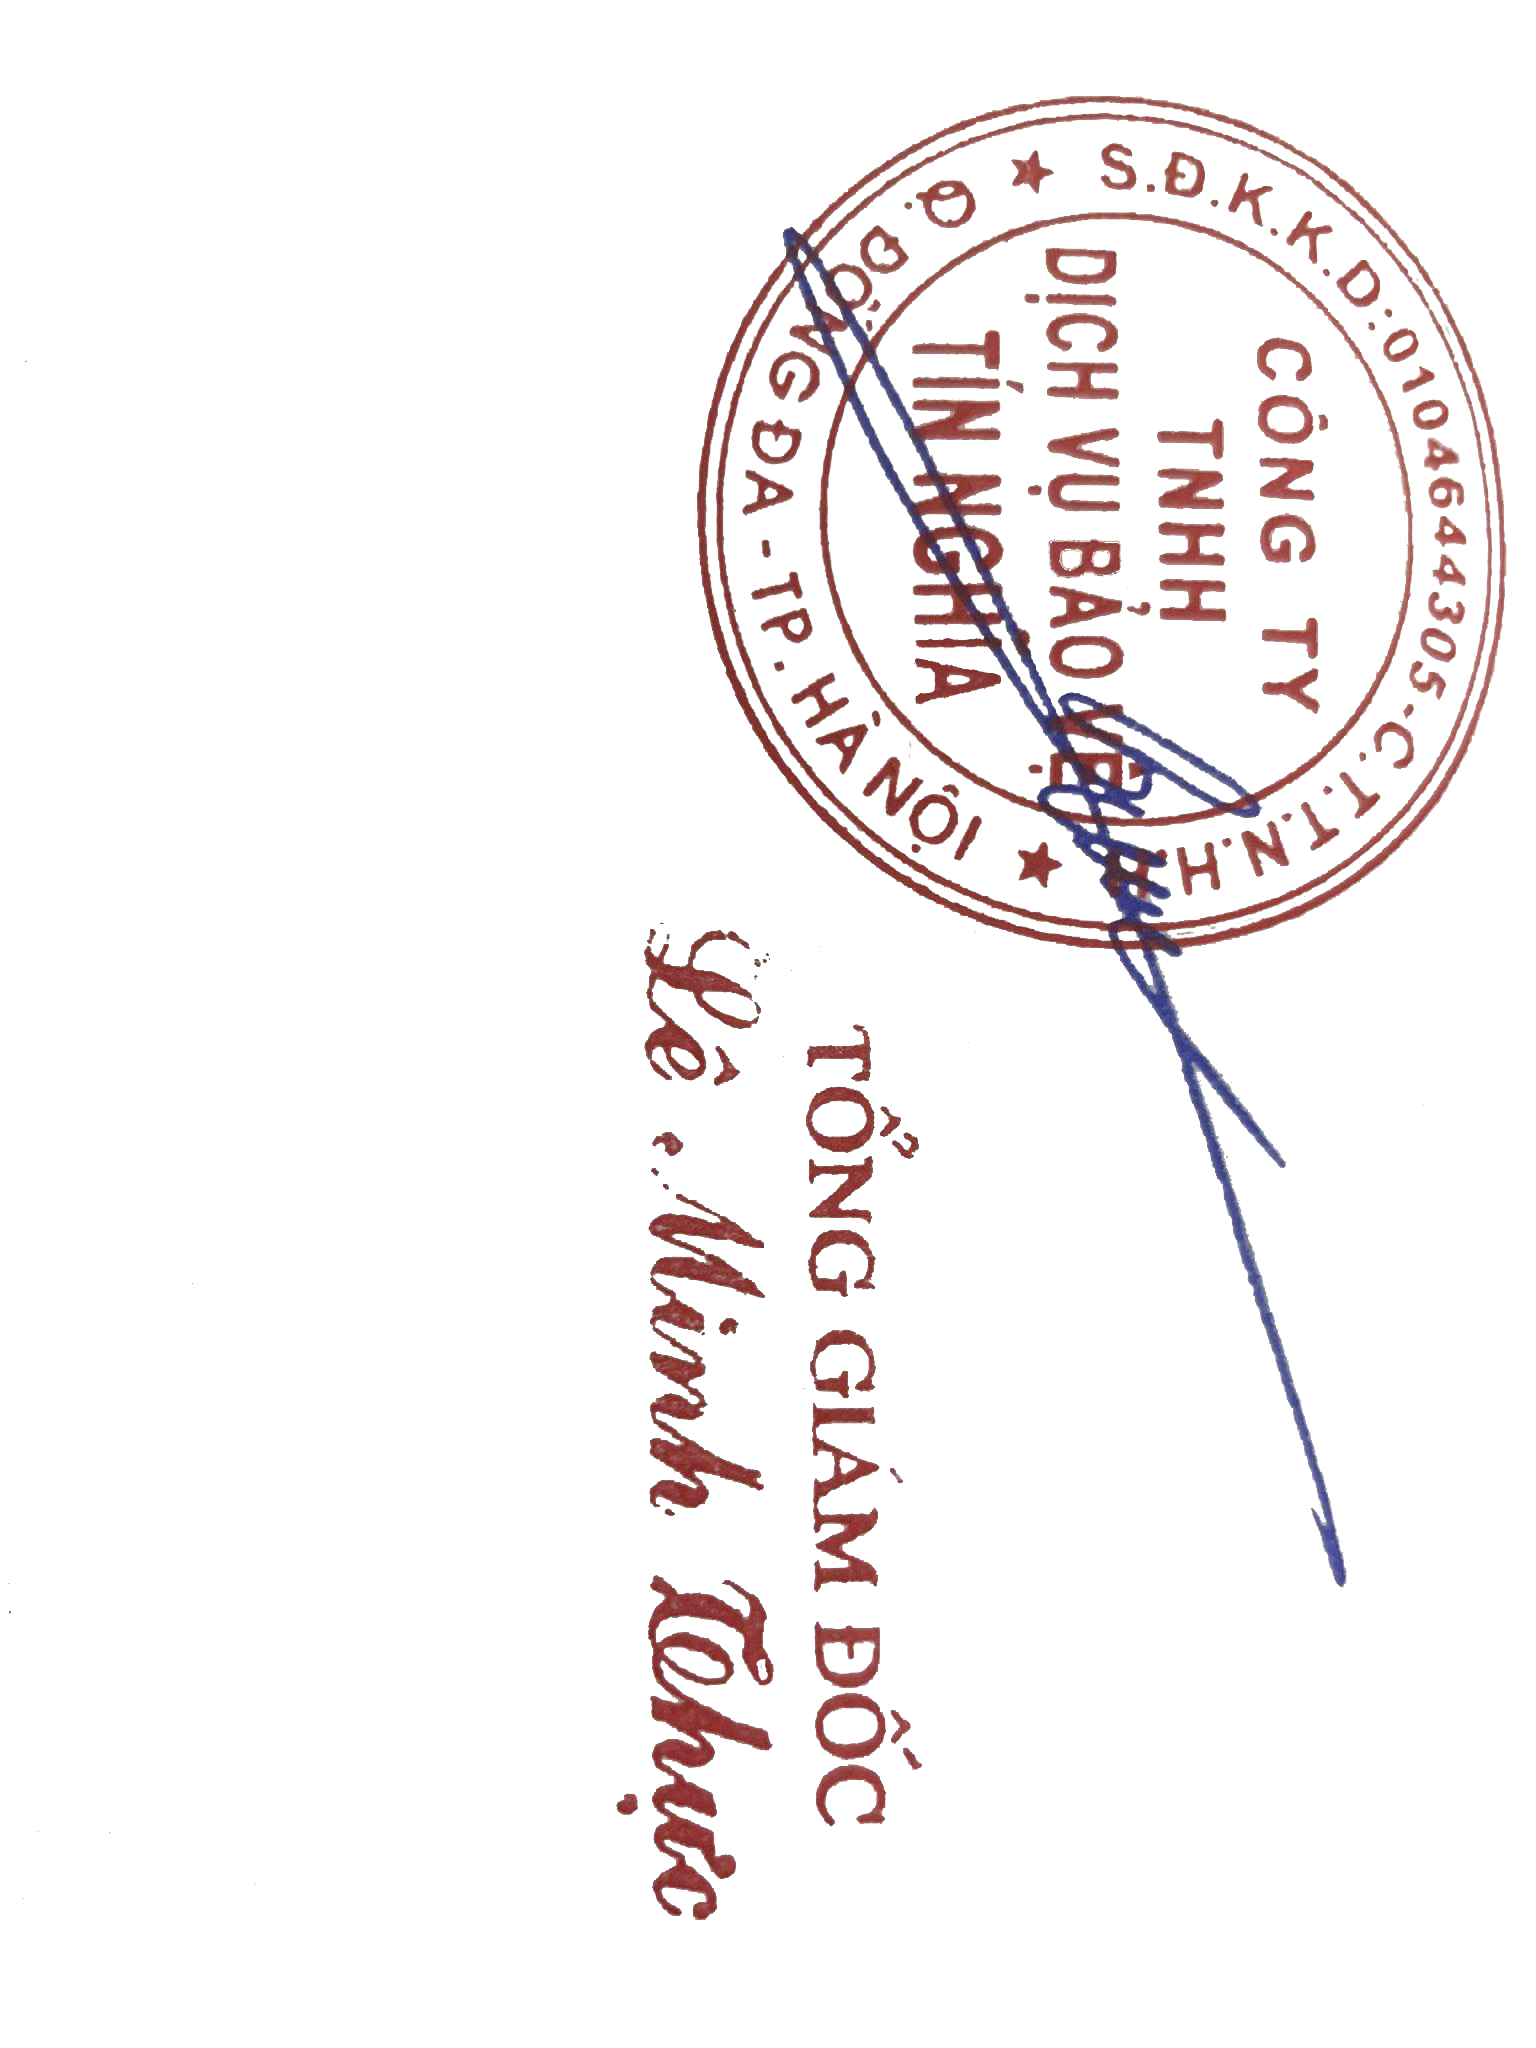 S.Đ.K.K.D:0104644305-C.T.T.N.H.H
CÔNG TY
TNHH
DỊCH VỤ BẢO VỆ
TÍN NGHĨA
Q.ĐỐNG ĐA-TP.HÀ NỘI
TỔNG GIÁM ĐỐC
Lê Minh Thực